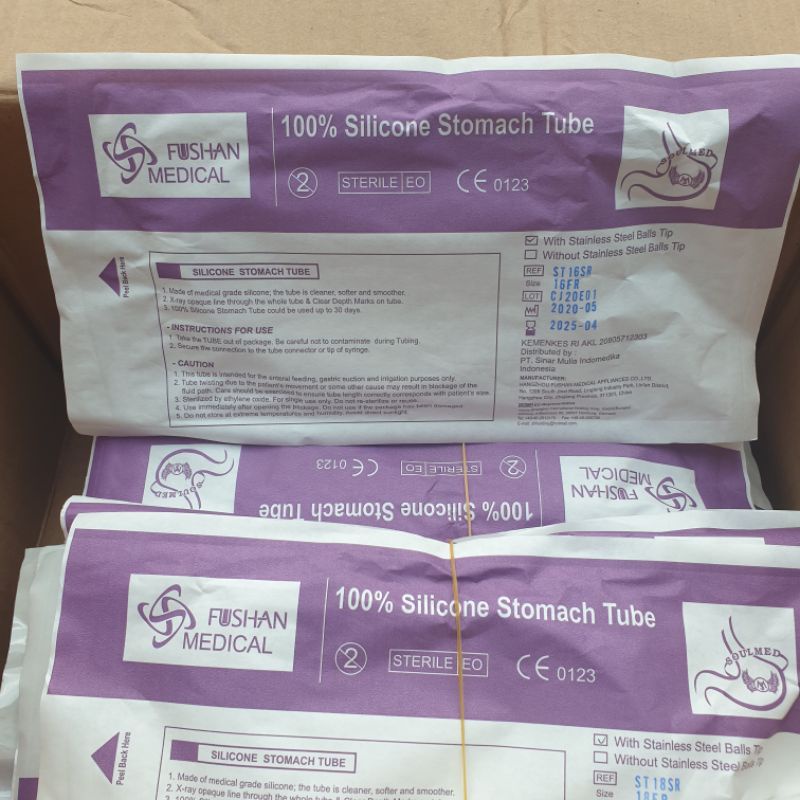 FUSHAN
MEDICAL
100% Silicone Stomach Tube
2
STERILE EO
CE 0123
SOULMED
Peel Back Here
SILICONE STOMACH TUBE
1. Made of medical grade silicone; the tube is cleaner, softer and smoother.
2. X-ray opaque line through the whole tube & Clear Depth Marks on tube.
3. 100% Silicone Stomach Tube could be used up to 30 days.
- INSTRUCTIONS FOR USE
1. Take the TUBE out of package. Be careful not to contaminate during Tubing.
2. Secure the connection to the tube connector or tip of syringe.
- CAUTION
1. This tube is intended for the enteral feeding, gastric suction and irrigation purposes only.
2. Tube twisting due to the patient's movement or some other cause may result in blockage of the
fluid path. Care should be exercised to ensure tube length correctly corresponds with patient's size.
3. Sterilized by ethylene oxide. For single use only. Do not re-sterilize or reuse.
4. Use immediately after opening the package. Do not use if the package has been damaged.
5. Do not store at extreme temperatures and humidity. Avoid direct sunlight.
With Stainless Steel Balls Tip
Without Stainless Steel Balls Tip
REF ST16SR
Size 16FR
LOT CJ20E01
2020-05
2025-04
KEMENKES RI AKL 20805712303
Distributed by :
PT. Sinar Mulia Indomedika
Indonesia
MANUFACTURER:
HANGZHOU FUSHAN MEDICAL APPLIANCES CO.,LTD
SOULMED
CE 0123
STERILE EO
2
100% Silicone Stomach Tube
FUSHAN
MEDICAL
FUSHAN
MEDICAL
100% Silicone Stomach Tube
2
STERILE EO
CE 0123
SOULMED
Peel Back Here
SILICONE STOMACH TUBE
1. Made of medical grade silicone; the tube is cleaner, softer and smoother.
2. X-ray opaque line through the whole tube & Clear Depth Marks on tube.
With Stainless Steel Balls Tip
Without Stainless Steel Balls Tip
REF ST18SR
18FR